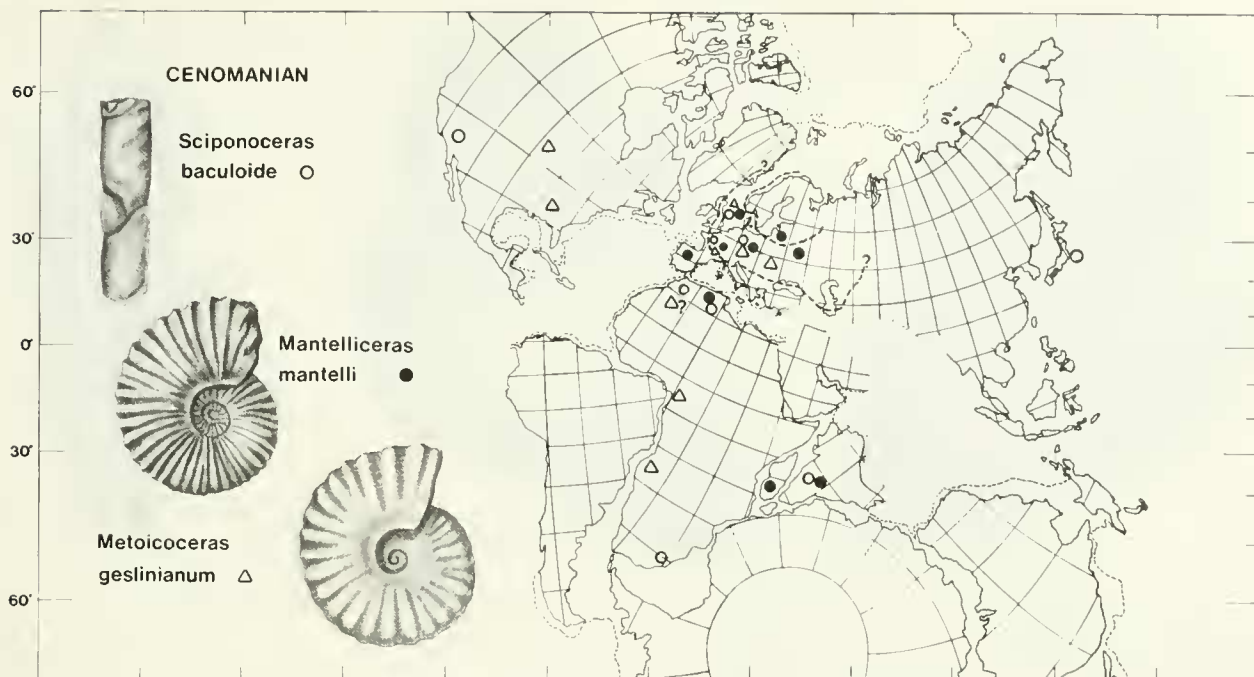 CENOMANIAN
Sciponoceras
baculoide ○
Mantelliceras
mantelli ●
Metoicoceras
geslinianum △
60°
30°
0°
30°
60°
?
?
?
?